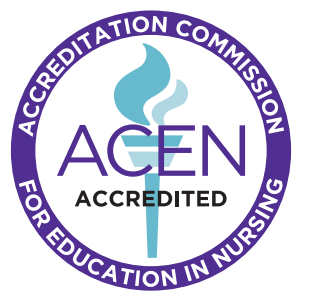 ACCREDITATION COMMISSION
ACEN
ACCREDITED
FOR EDUCATION IN NURSING